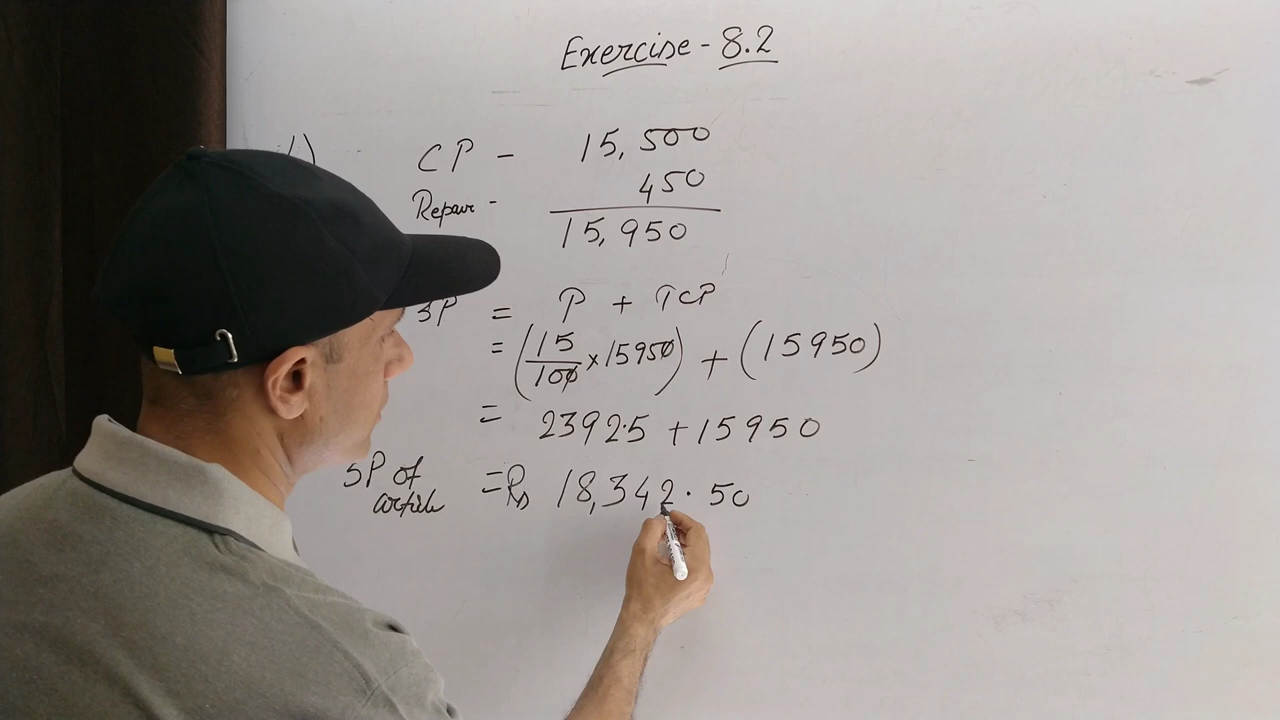 Exercise - 8.2
1)
CP - 15,500
Repair - 450
15,950
SP = P + TCP
= (15/100 × 15950) + (15950)
= 2392.5 + 15950
SP of article = Rs 18,342.50